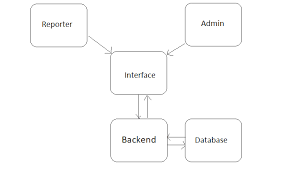 Reporter
Admin
Interface
Backend
Database